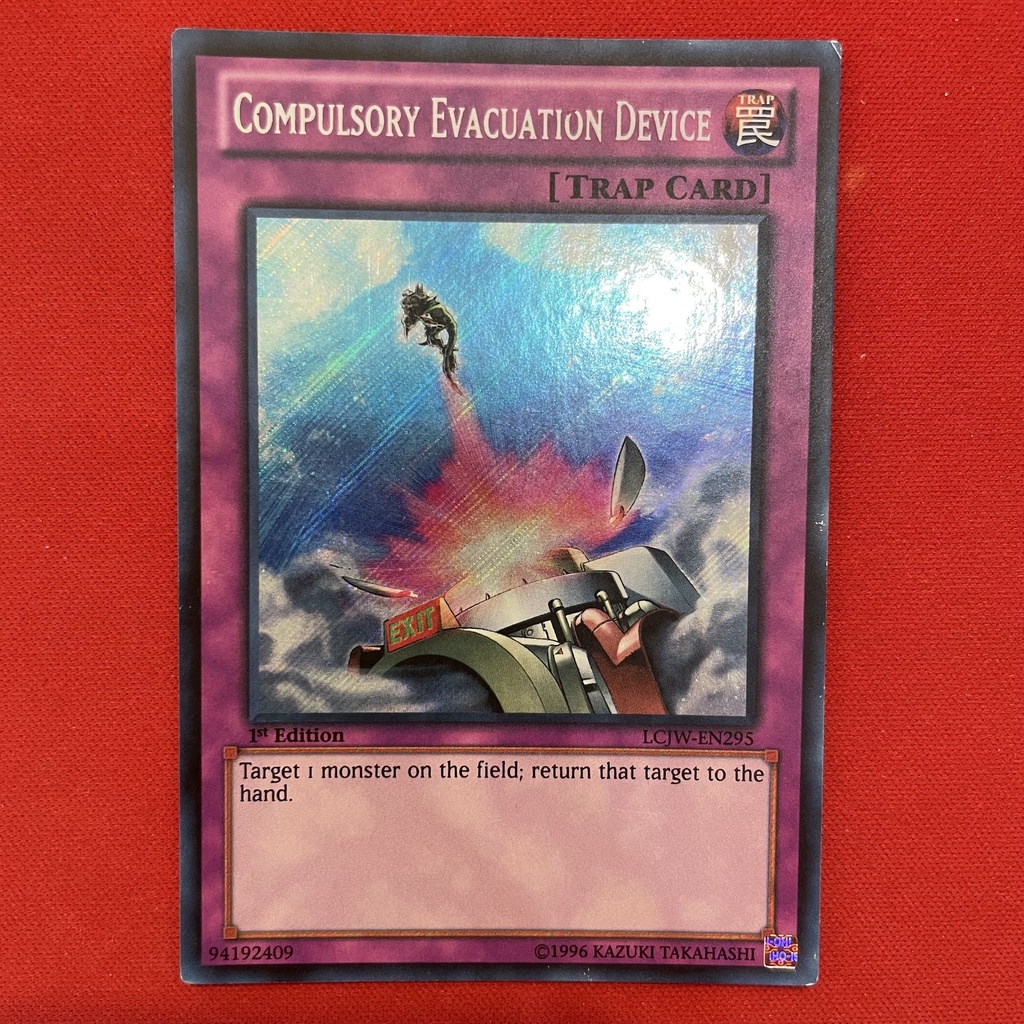 COMPULSORY EVACUATION DEVICE
TRAP
罠
[TRAP CARD]
EXIT
1st Edition
LCJW-EN295
Target 1 monster on the field; return that target to the
hand.
94192409
©1996 KAZUKI TAKAHASHI